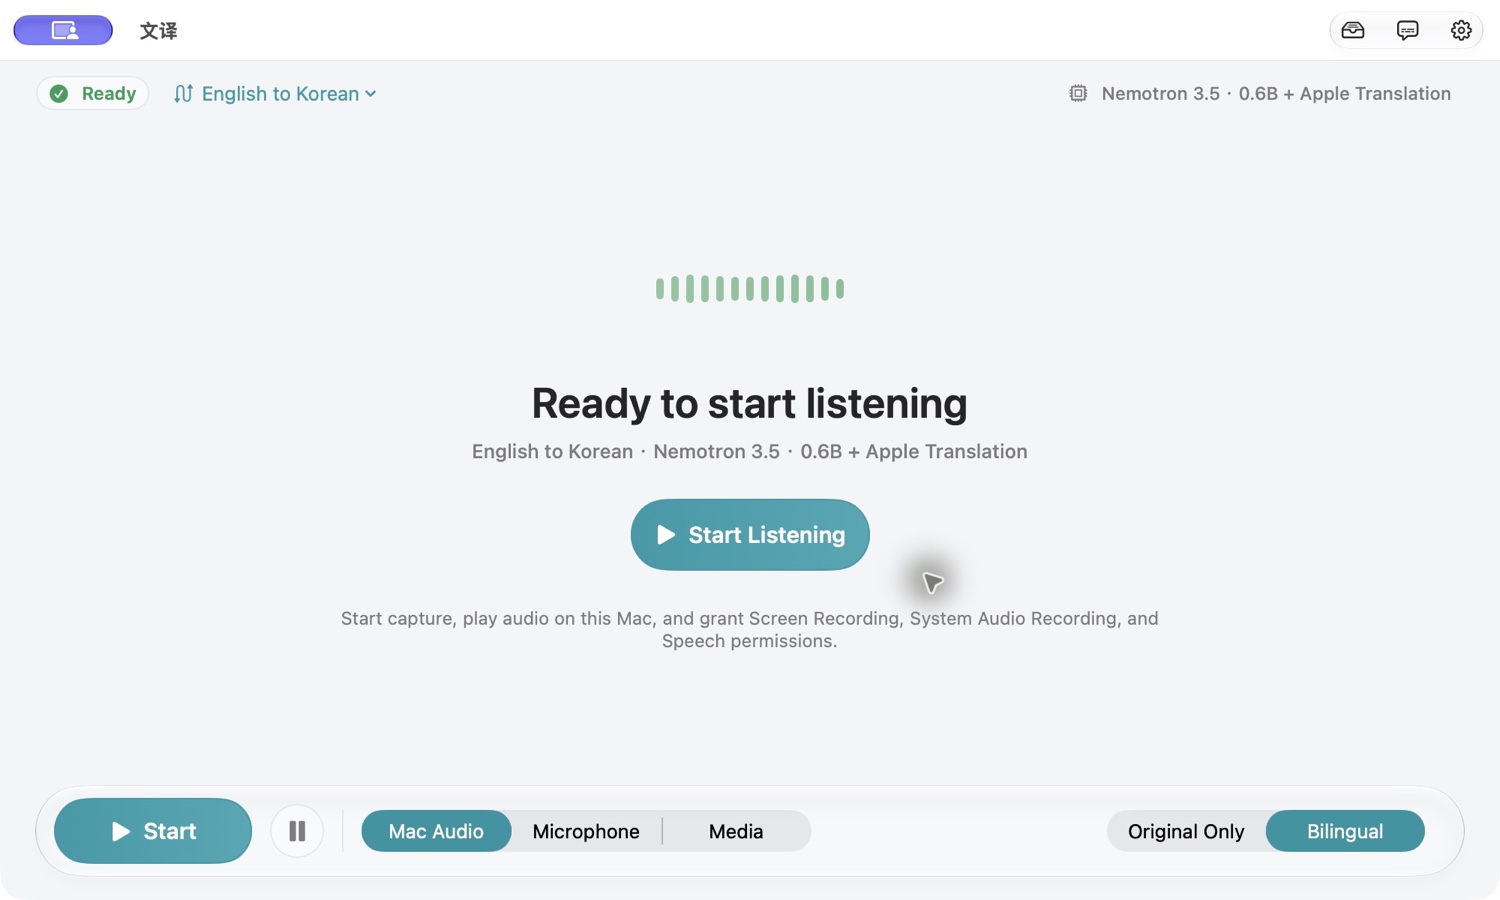 文译
Ready
English to Korean
Nemotron 3.5 · 0.6B + Apple Translation
Ready to start listening
English to Korean · Nemotron 3.5 · 0.6B + Apple Translation
Start Listening
Start capture, play audio on this Mac, and grant Screen Recording, System Audio Recording, and
Speech permissions.
Start
Mac Audio
Microphone
Media
Original Only
Bilingual